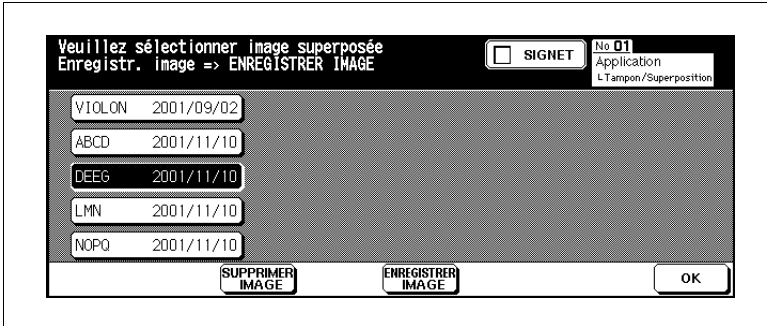 Veuillez sélectionner image superposée
Enregistr. image => ENREGISTRER IMAGE
SIGNET
No 01
Application
└Tampon/Superposition
VIOLON 2001/09/02
ABCD 2001/11/10
DEEG 2001/11/10
LMN 2001/11/10
NOPQ 2001/11/10
SUPPRIMER
IMAGE
ENREGISTRER
IMAGE
OK